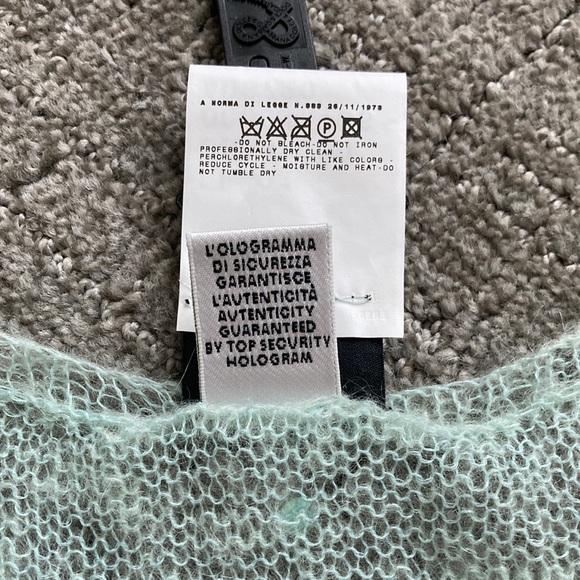 A NORMA DI LEGGE N.883 26/11/1973
P
-DO NOT BLEACH-DO NOT IRON
PROFESSIONALLY DRY CLEAN -
PERCHLORETHYLENE WITH LIKE COLORS -
REDUCE CYCLE - MOISTURE AND HEAT-DO
NOT TUMBLE DRY
L'OLOGRAMMA
DI SICUREZZA
GARANTISCE
L'AUTENTICITÀ
AUTENTICITY
GUARANTEED
BY TOP SECURITY
HOLOGRAM